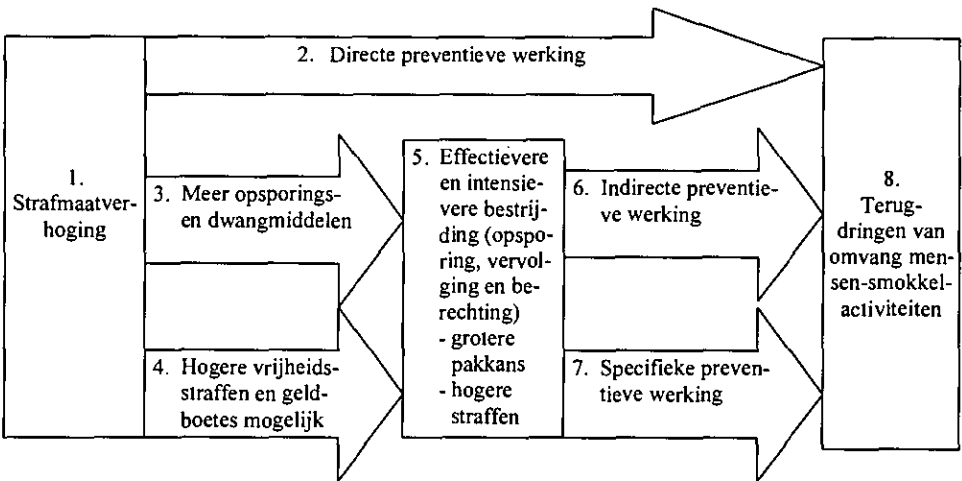 2. Directe preventieve werking
1.
Strafmaatver-
hoging
3. Meer opsporings-
en dwangmiddelen
4. Hogere vrijheids-
straffen en geld-
boetes mogelijk
5. Effectievere
en intensie-
vere bestrij-
ding (opspo-
ring, vervol-
ging en be-
rechting)
- grotere
pakkans
- hogere
straffen
6. Indirecte preventie-
ve werking
7. Specifieke preven-
tieve werking
8.
Terug-
dringen van
omvang men-
sen-smokkel-
activiteiten